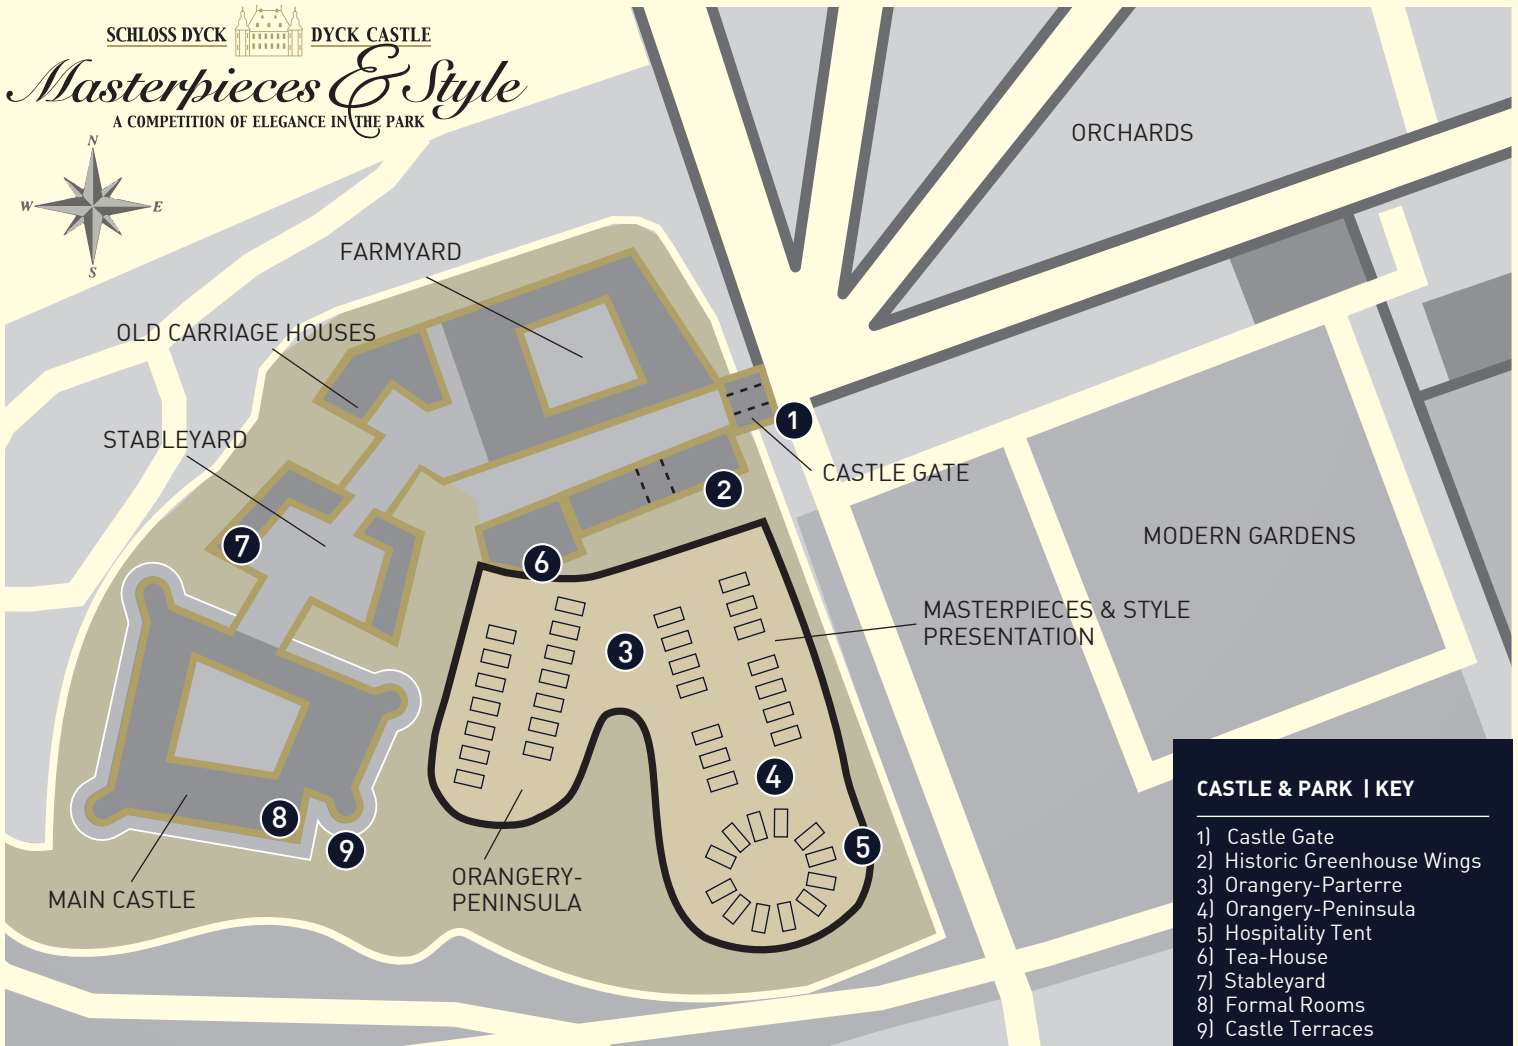 SCHLOSS DYCK DYCK CASTLE
Masterpieces & Style
A COMPETITION OF ELEGANCE IN THE PARK
N
W E
S
ORCHARDS
FARMYARD
OLD CARRIAGE HOUSES
STABLEYARD
1
CASTLE GATE
2
MODERN GARDENS
7
6
MASTERPIECES & STYLE
PRESENTATION
3
4
8
9
5
MAIN CASTLE
ORANGERY-
PENINSULA
CASTLE & PARK | KEY
1) Castle Gate
2) Historic Greenhouse Wings
3) Orangery-Parterre
4) Orangery-Peninsula
5) Hospitality Tent
6) Tea-House
7) Stableyard
8) Formal Rooms
9) Castle Terraces